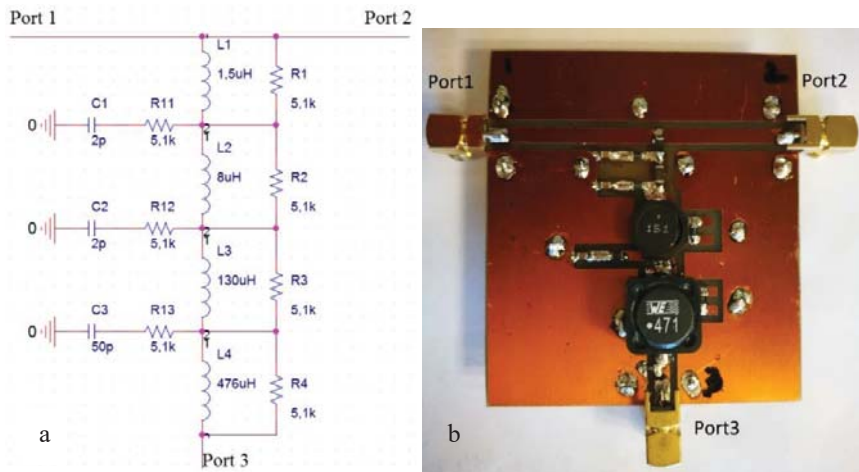 Port 1
Port 2
L1
1,5uH
R1
5,1k
C1
R11
0
2p
5,1k
L2
8uH
R2
5,1k
C2
R12
0
2p
5,1k
L3
130uH
R3
5,1k
C3
R13
0
50p
5,1k
L4
476uH
R4
5,1k
a
Port 3
Port1
Port2
151
WE
•471
Port3
b